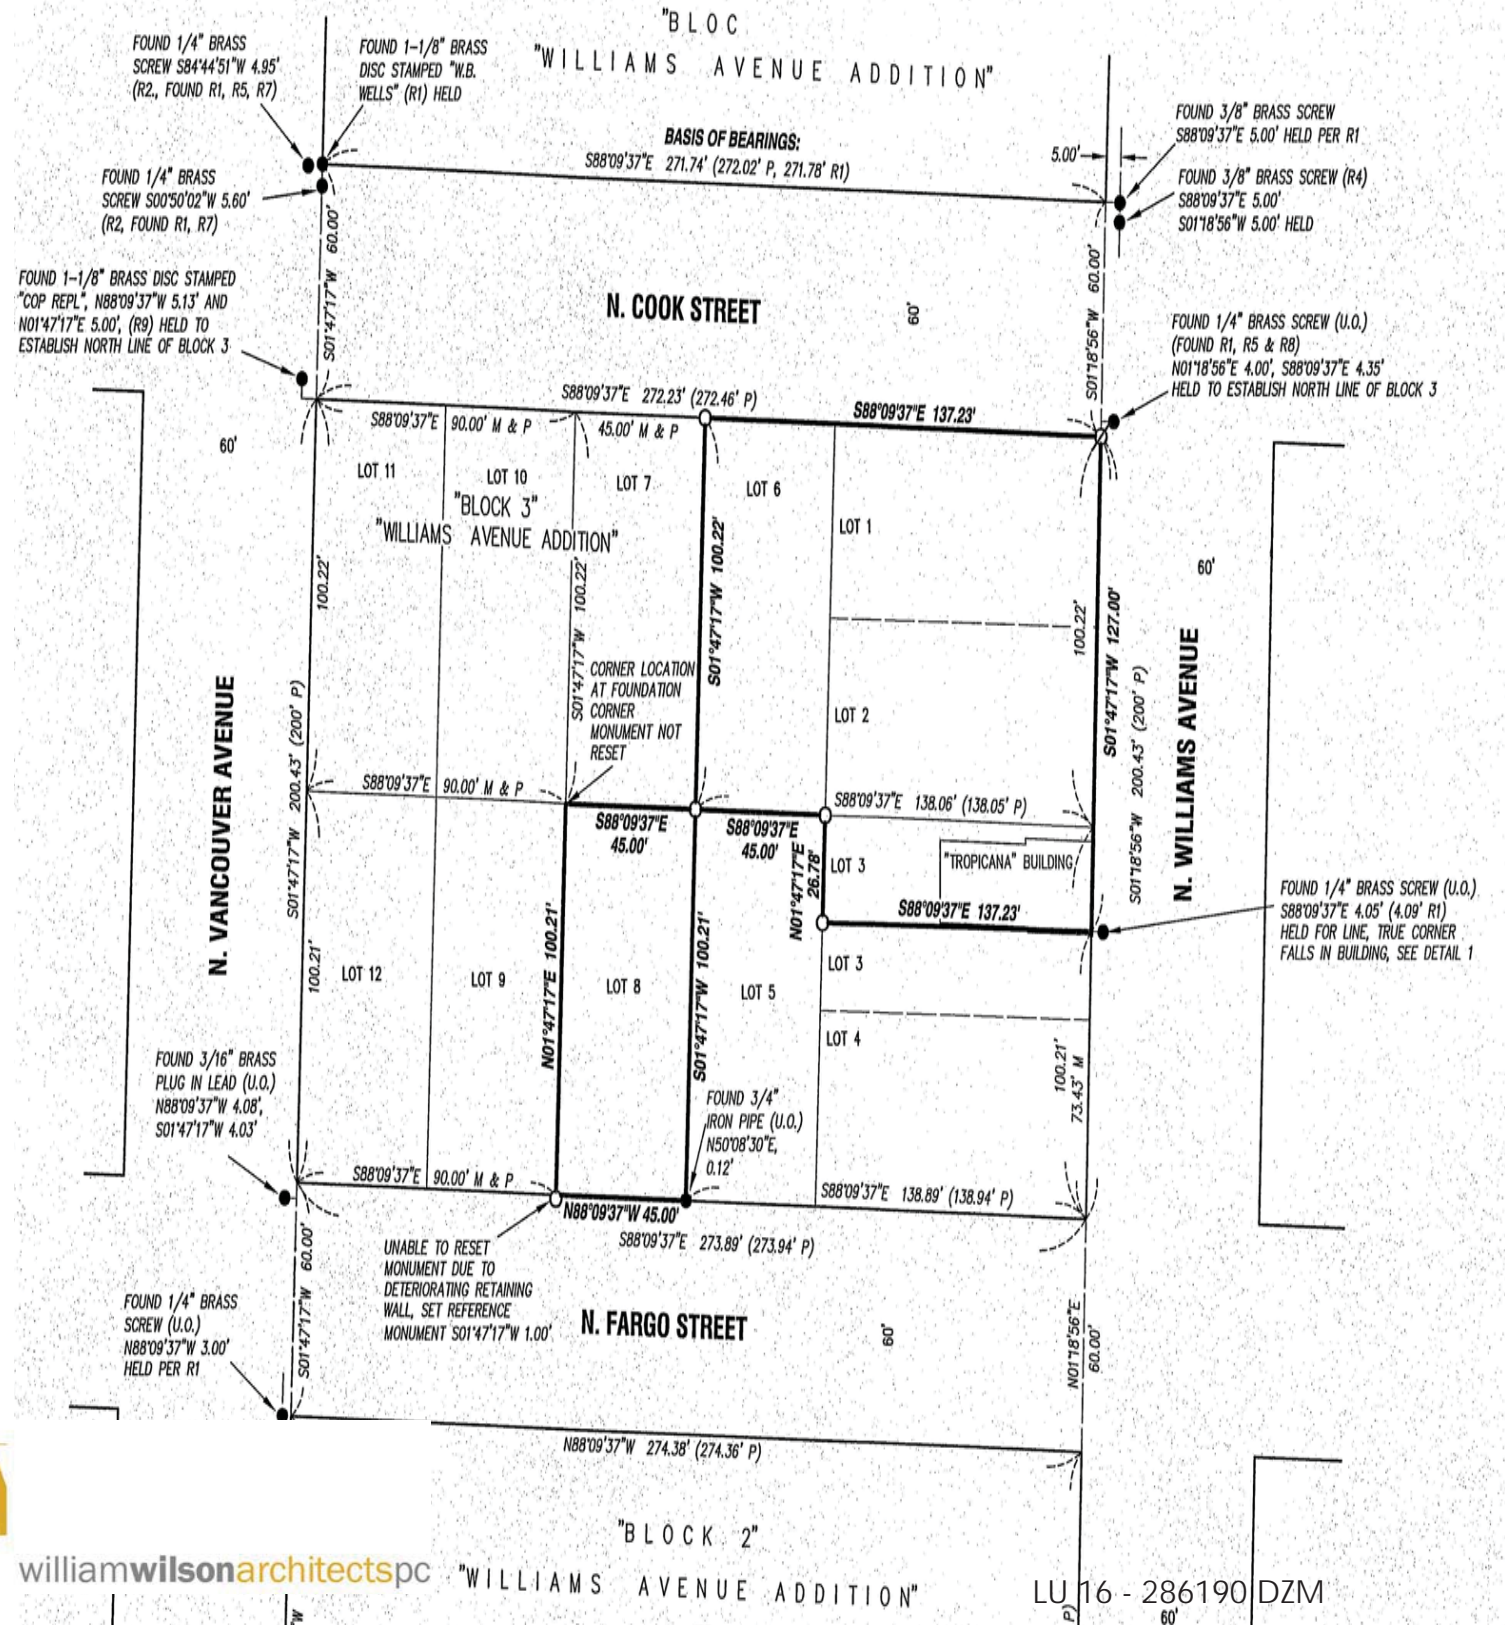 "BLOC
"WILLIAMS AVENUE ADDITION"
FOUND 1/4" BRASS
SCREW S84°44'51"W 4.95'
(R2., FOUND R1, R5, R7)
FOUND 1-1/8" BRASS
DISC STAMPED "W.B.
WELLS" (R1) HELD
BASIS OF BEARINGS:
S88°09'37"E 271.74' (272.02' P, 271.78' R1)
5.00'
FOUND 3/8" BRASS SCREW
S88°09'37"E 5.00' HELD PER R1
FOUND 3/8" BRASS SCREW (R4)
S88°09'37"E 5.00'
S01°18'56"W 5.00' HELD
FOUND 1/4" BRASS
SCREW S00°50'02"W 5.60'
(R2, FOUND R1, R7)
S01°47'17"W 60.00'
S01°18'56"W 60.00'
FOUND 1-1/8" BRASS DISC STAMPED
"COP REPL", N88°09'37"W 5.13' AND
N01°47'17"E 5.00', (R9) HELD TO
ESTABLISH NORTH LINE OF BLOCK 3
N. COOK STREET
60'
FOUND 1/4" BRASS SCREW (U.O.)
(FOUND R1, R5 & R8)
N01°18'56"E 4.00', S88°09'37"E 4.35'
HELD TO ESTABLISH NORTH LINE OF BLOCK 3
S88°09'37"E 272.23' (272.46' P)
S88°09'37"E 90.00' M & P
45.00' M & P
S88°09'37"E 137.23'
60'
LOT 11
LOT 10
LOT 7
LOT 6
LOT 1
"BLOCK 3"
"WILLIAMS AVENUE ADDITION"
100.22'
S01°47'17"W 100.22'
S01°47'17"W 100.22'
100.22'
S01°47'17"W 127.00'
60'
CORNER LOCATION
AT FOUNDATION
CORNER
MONUMENT NOT
RESET
LOT 2
N. VANCOUVER AVENUE
S01°47'17"W 200.43' (200' P)
S01°18'56"W 200.43' (200' P)
N. WILLIAMS AVENUE
S88°09'37"E 90.00' M & P
S88°09'37"E
45.00'
S88°09'37"E
45.00'
S88°09'37"E 138.06' (138.05' P)
N01°47'17"E
26.78'
LOT 3
"TROPICANA" BUILDING
S88°09'37"E 137.23'
FOUND 1/4" BRASS SCREW (U.O.)
S88°09'37"E 4.05' (4.09' R1)
HELD FOR LINE, TRUE CORNER
FALLS IN BUILDING, SEE DETAIL 1
100.21'
LOT 12
LOT 9
N01°47'17"E 100.21'
LOT 8
S01°47'17"W 100.21'
LOT 5
LOT 3
LOT 4
100.21'
73.43' M
FOUND 3/16" BRASS
PLUG IN LEAD (U.O.)
N88°09'37"W 4.08',
S01°47'17"W 4.03'
FOUND 3/4"
IRON PIPE (U.O.)
N50°08'30"E,
0.12'
S88°09'37"E 90.00' M & P
N88°09'37"W 45.00'
S88°09'37"E 138.89' (138.94' P)
S88°09'37"E 273.89' (273.94' P)
UNABLE TO RESET
MONUMENT DUE TO
DETERIORATING RETAINING
WALL, SET REFERENCE
MONUMENT S01°47'17"W 1.00'
S01°47'17"W 60.00'
N. FARGO STREET
60'
N01°18'56"E
60.00'
FOUND 1/4" BRASS
SCREW (U.O.)
N88°09'37"W 3.00'
HELD PER R1
N88°09'37"W 274.38' (274.36' P)
"BLOCK 2"
"WILLIAMS AVENUE ADDITION"
williamwilsonarchitectspc
LU 16 - 286190 DZM
"W
P)
60'